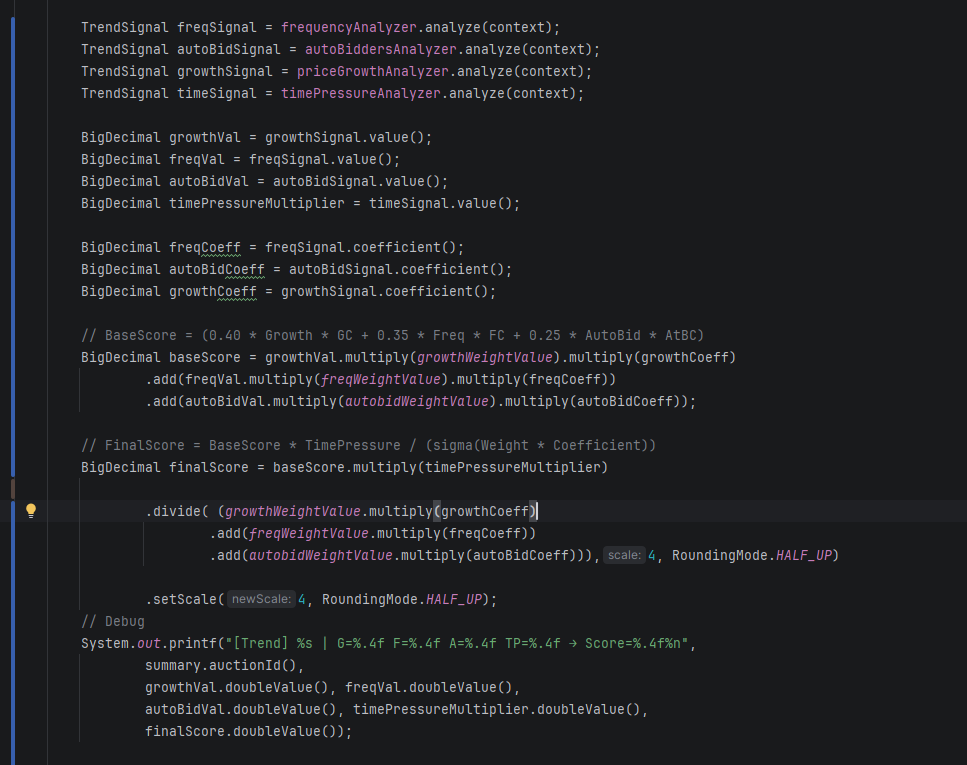 TrendSignal freqSignal = frequencyAnalyzer.analyze(context);
TrendSignal autoBidSignal = autoBiddersAnalyzer.analyze(context);
TrendSignal growthSignal = priceGrowthAnalyzer.analyze(context);
TrendSignal timeSignal = timePressureAnalyzer.analyze(context);
BigDecimal growthVal = growthSignal.value();
BigDecimal freqVal = freqSignal.value();
BigDecimal autoBidVal = autoBidSignal.value();
BigDecimal timePressureMultiplier = timeSignal.value();
BigDecimal freqCoeff = freqSignal.coefficient();
BigDecimal autoBidCoeff = autoBidSignal.coefficient();
BigDecimal growthCoeff = growthSignal.coefficient();
// BaseScore = (0.40 * Growth * GC + 0.35 * Freq * FC + 0.25 * AutoBid * AtBC)
BigDecimal baseScore = growthVal.multiply(growthWeightValue).multiply(growthCoeff)
.add(freqVal.multiply(freqWeightValue).multiply(freqCoeff))
.add(autoBidVal.multiply(autobidWeightValue).multiply(autoBidCoeff));
// FinalScore = BaseScore * TimePressure / (sigma(Weight * Coefficient))
BigDecimal finalScore = baseScore.multiply(timePressureMultiplier)
.divide( (growthWeightValue.multiply(growthCoeff)
.add(freqWeightValue.multiply(freqCoeff))
.add(autobidWeightValue.multiply(autoBidCoeff))), scale: 4, RoundingMode.HALF_UP)
.setScale( newScale: 4, RoundingMode.HALF_UP);
// Debug
System.out.printf("[Trend] %s | G=%.4f F=%.4f A=%.4f TP=%.4f → Score=%.4f%n",
summary.auctionId(),
growthVal.doubleValue(), freqVal.doubleValue(),
autoBidVal.doubleValue(), timePressureMultiplier.doubleValue(),
finalScore.doubleValue());